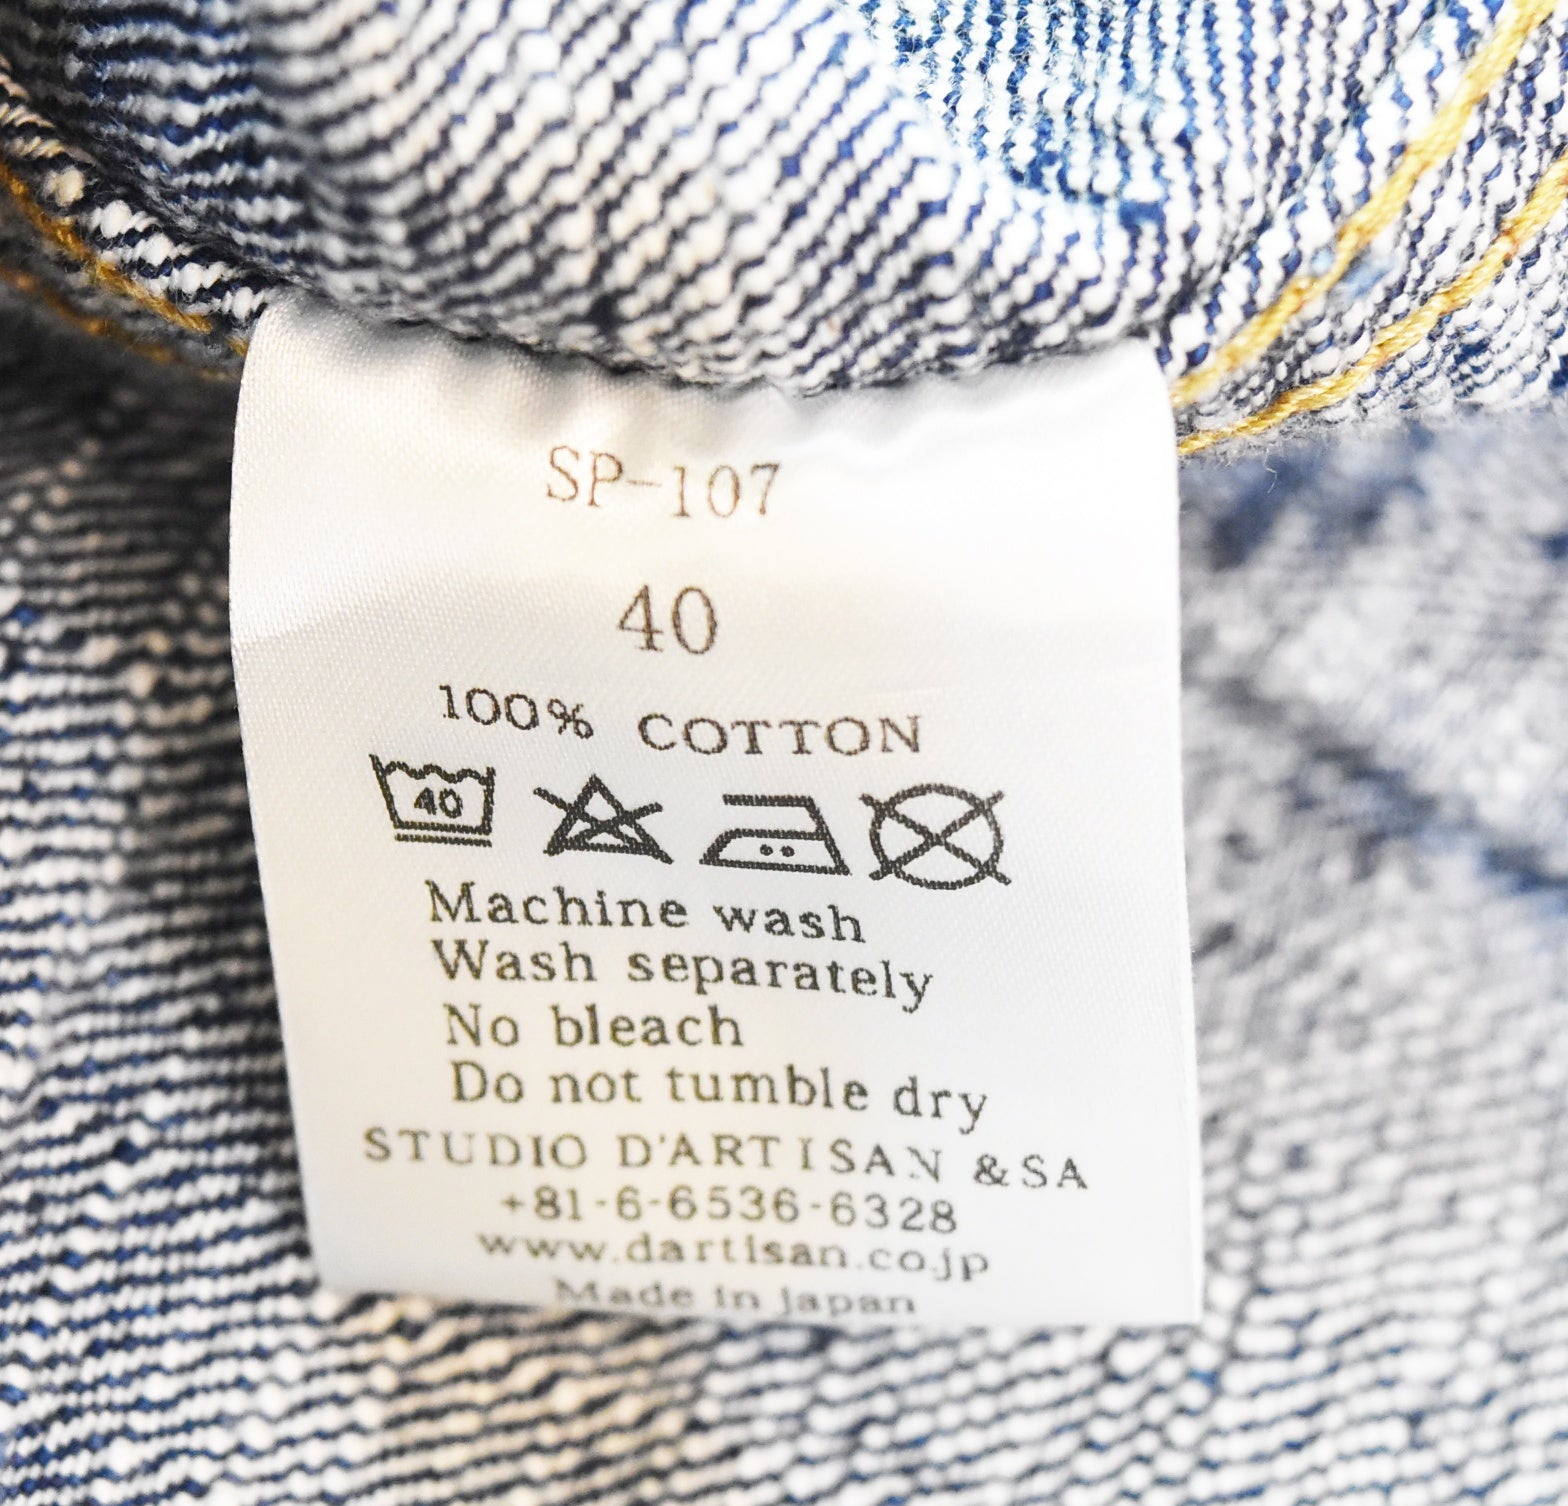 SP-107
40
100% COTTON
40
Machine wash
Wash separately
No bleach
Do not tumble dry
STUDIO D'ARTISAN &SA
+81-6-6536-6328
www.dartisan.co.jp
Made in japan